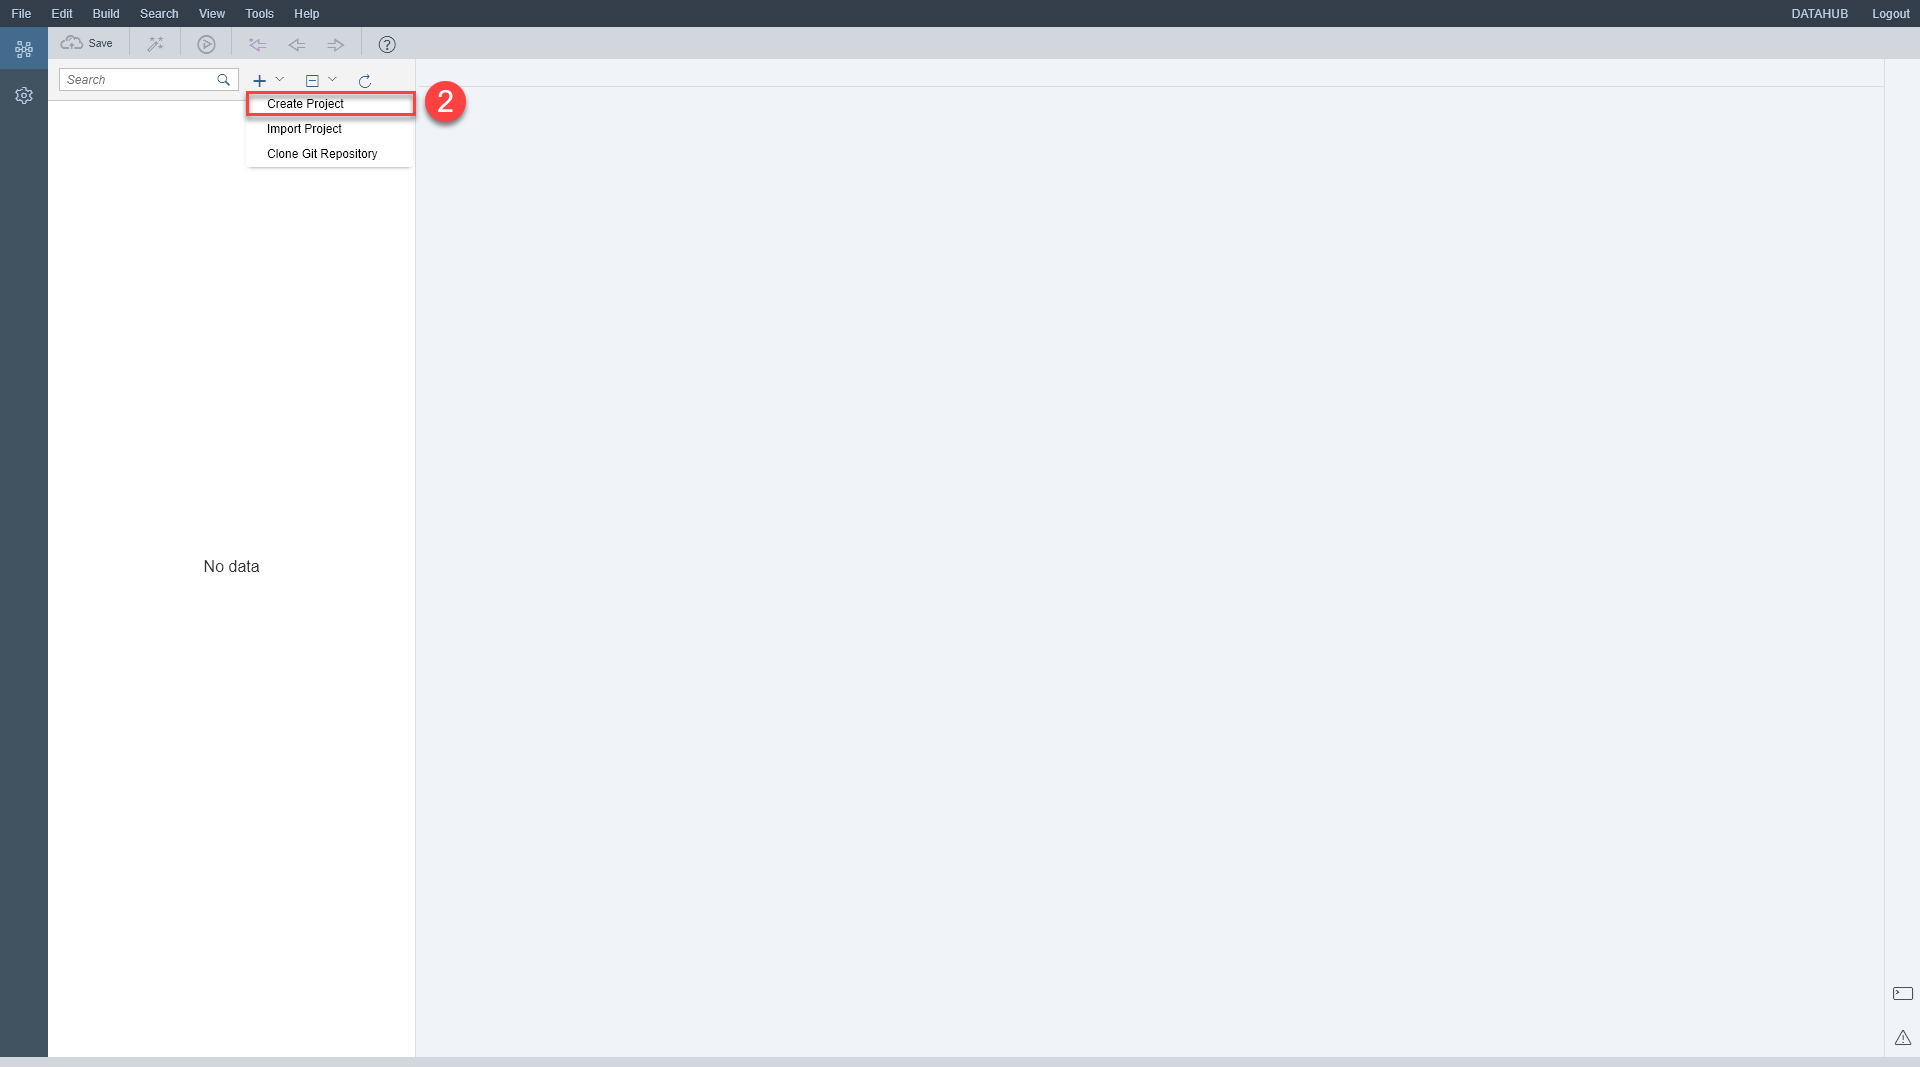 File Edit Build Search View Tools Help DATAHUB Logout
Save
Search
Create Project
2
Import Project
Clone Git Repository
No data